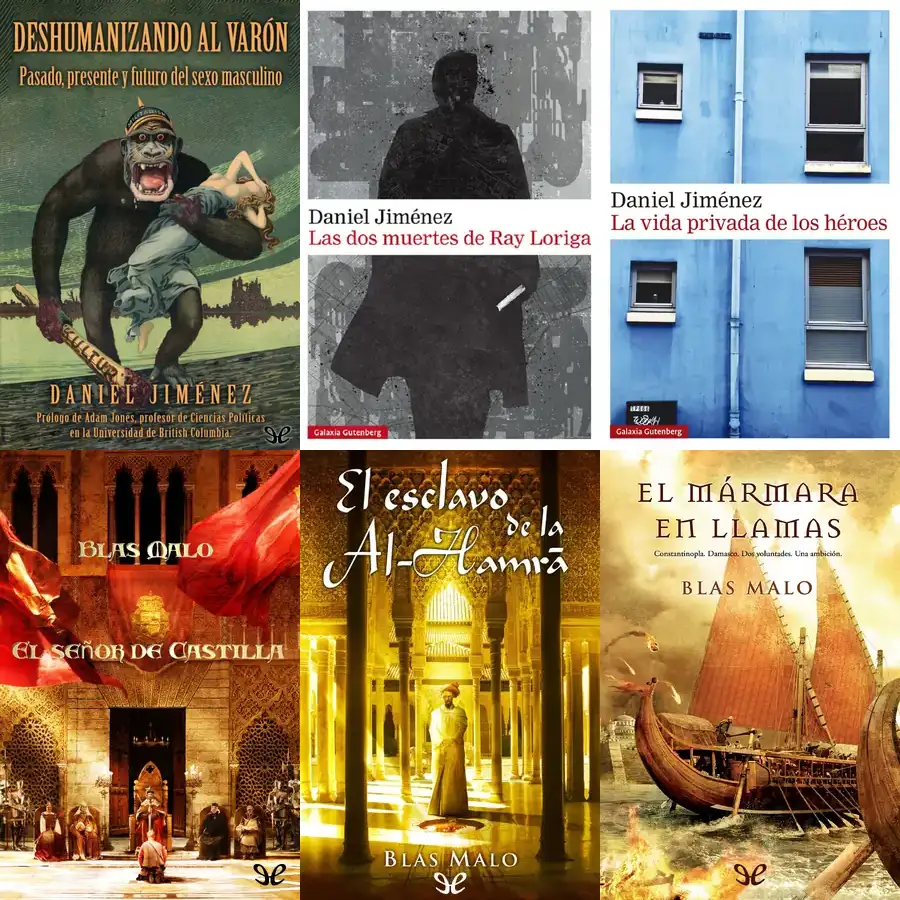 DESHUMANIZANDO AL VARÓN
Pasado, presente y futuro del sexo masculino
KULTUR
DANIEL JIMÉNEZ
Prólogo de Adam Jones, profesor de Ciencias Políticas
en la Universidad de British Columbia.
Daniel Jiménez
Las dos muertes de Ray Loriga
Galaxia Gutenberg
Daniel Jiménez
La vida privada de los héroes
Galaxia Gutenberg
BLAS MALO
EL SEÑOR DE CASTILLA
El esclavo
de la
Al-Hamrā
BLAS MALO
EL MÁRMARA
EN LLAMAS
Constantinopla. Damasco. Dos voluntades. Una ambición.
BLAS MALO